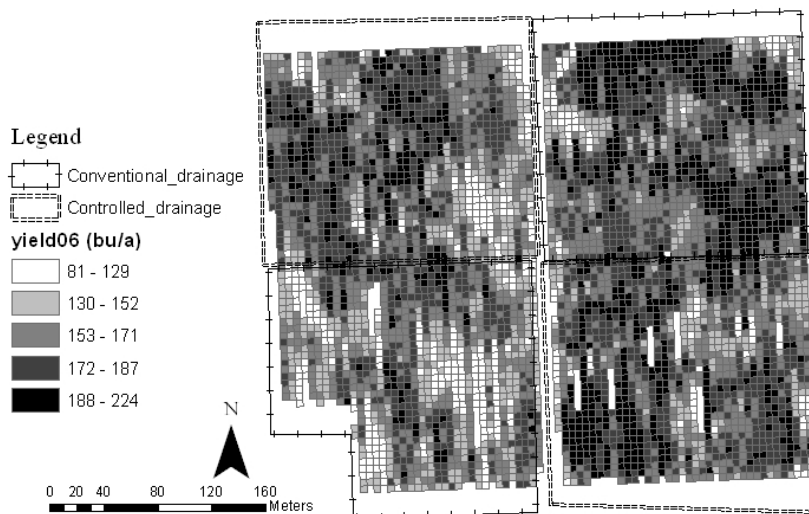 Legend
Conventional_drainage
Controlled_drainage
yield06 (bu/a)
81 - 129
130 - 152
153 - 171
172 - 187
188 - 224
N
0 20 40 80 120 160
Meters